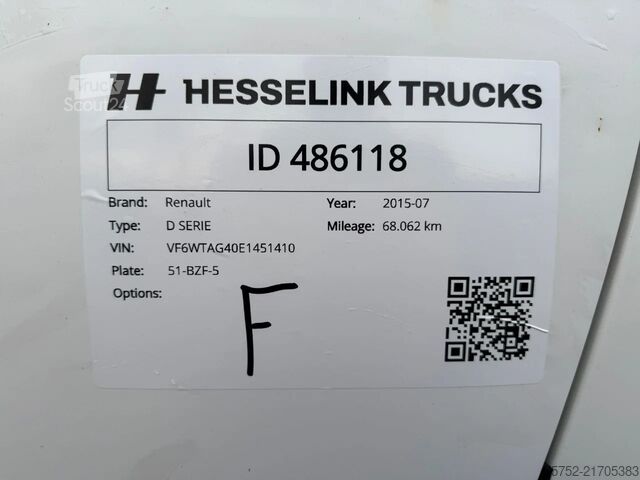 Truck
Scout24
HESSELINK TRUCKS
ID 486118
Brand: Renault Year: 2015-07
Type: D SERIE Mileage: 68.062 km
VIN: VF6WTAG40E1451410
Plate: 51-BZF-5
Options:
F
5752-21705383